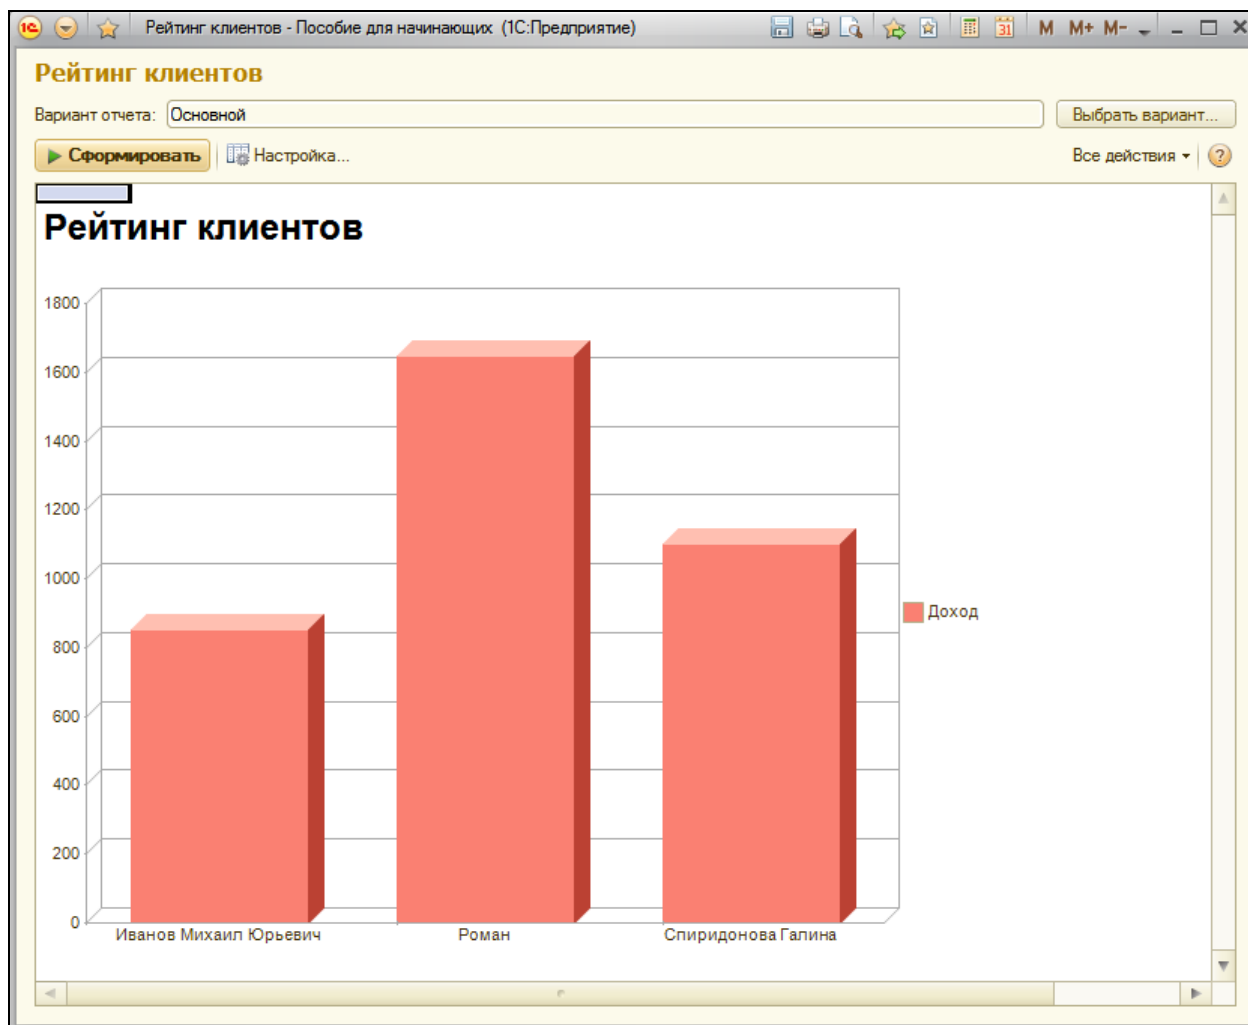 Рейтинг клиентов - Пособие для начинающих (1С:Предприятие)
31 M M+ M-
Рейтинг клиентов
Вариант отчета: Основной Выбрать вариант...
Сформировать Настройка... Все действия ?
Рейтинг клиентов
1800
1600
1400
1200
1000
800
600
400
200
0
Доход
Иванов Михаил Юрьевич Роман Спиридонова Галина